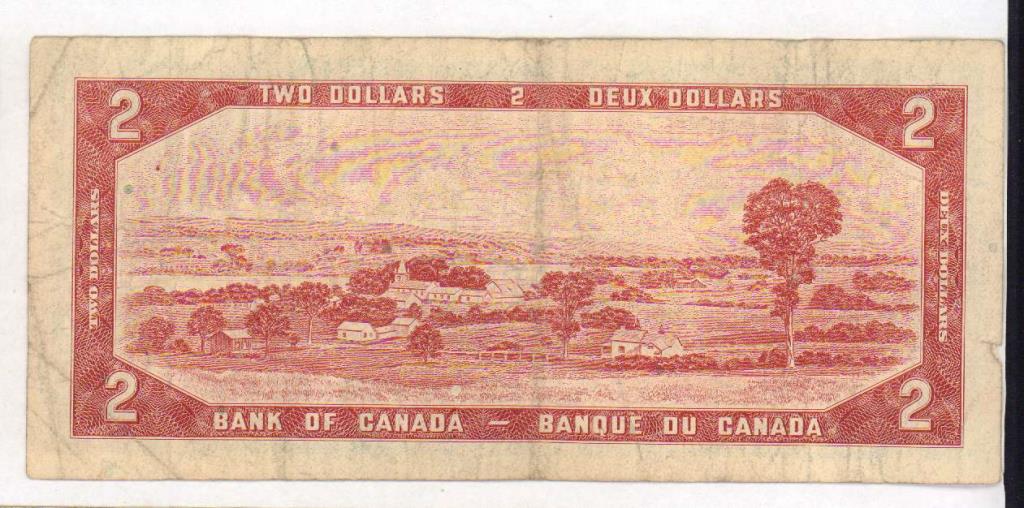 TWO DOLLARS 2 DEUX DOLLARS
2 2
TWO DOLLARS
DEUX DOLLARS
2 2
BANK OF CANADA — BANQUE DU CANADA